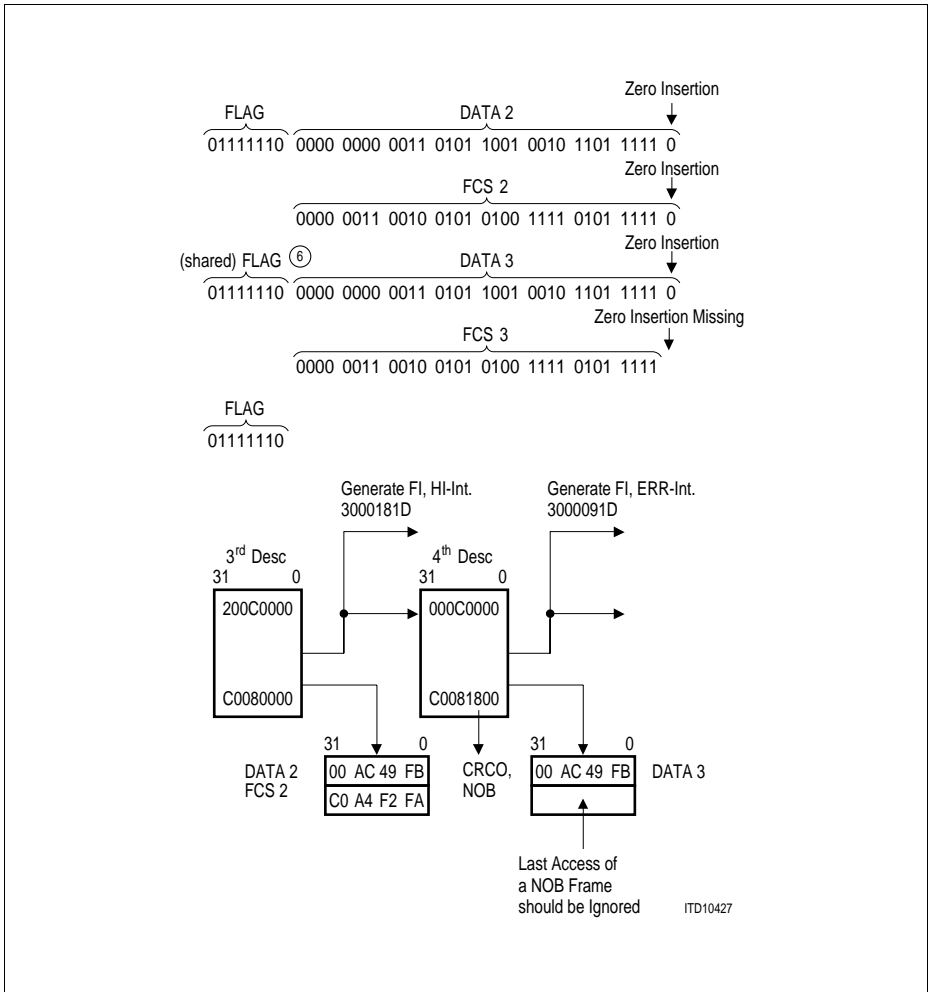 Zero Insertion
FLAG DATA 2
01111110 0000 0000 0011 0101 1001 0010 1101 1111 0
Zero Insertion
FCS 2
0000 0011 0010 0101 0100 1111 0101 1111 0
Zero Insertion
(shared) FLAG 6 DATA 3
01111110 0000 0000 0011 0101 1001 0010 1101 1111 0
Zero Insertion Missing
FCS 3
0000 0011 0010 0101 0100 1111 0101 1111
FLAG
01111110
Generate FI, HI-Int. Generate FI, ERR-Int.
3000181D 3000091D
3rd Desc 4th Desc
31 0 31 0
200C0000 000C0000
C0080000 C0081800
31 0 31 0
DATA 2 00 AC 49 FB CRCO, 00 AC 49 FB DATA 3
FCS 2 C0 A4 F2 FA NOB
Last Access of
a NOB Frame
should be Ignored ITD10427